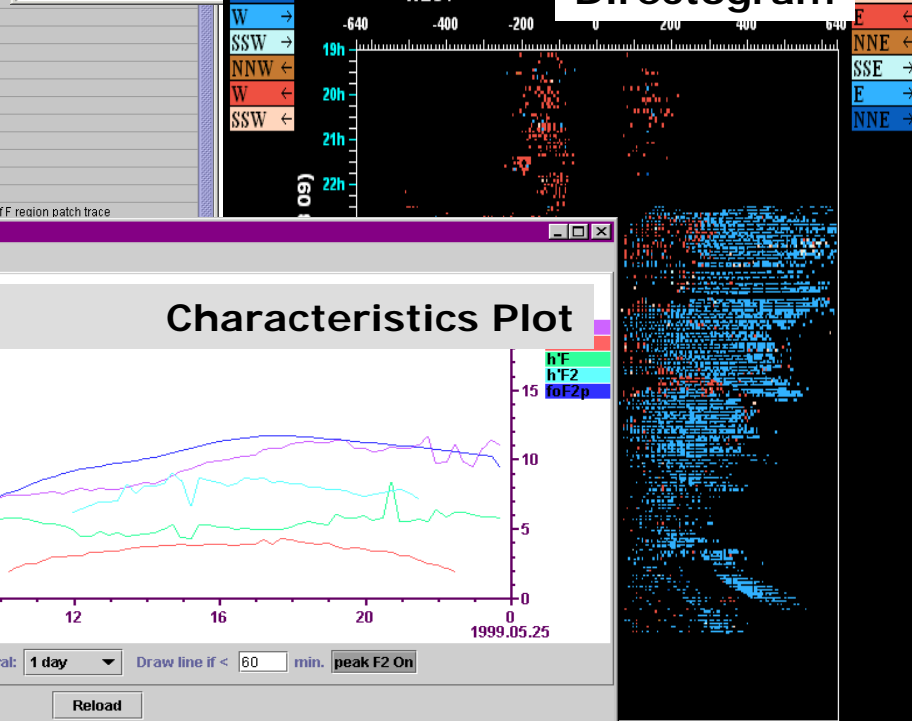 Directogram
W →
SSW →
NNW ←
W ←
SSW ←
-640 -400 -200 0 200 400 640
19h
20h
21h
22h
E ←
NNE ←
SSE →
E →
NNE →
F region patch trace
Characteristics Plot
h'F
h'F2
foF2p
15
10
5
0
12 16 20 0
1999.05.25
1 day Draw line if < 60 min. peak F2 On
Reload